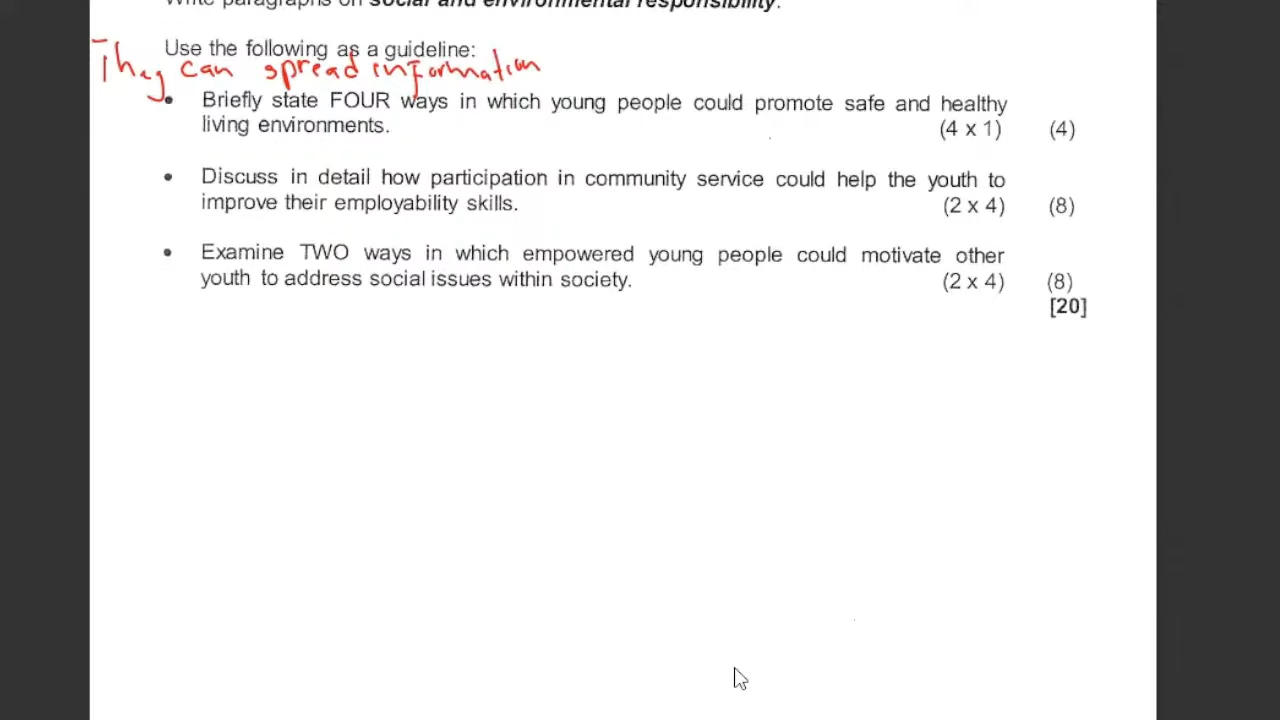 Write paragraphs on social and environmental responsibility.
Use the following as a guideline:
They can spread information
• Briefly state FOUR ways in which young people could promote safe and healthy
living environments. (4 x 1) (4)
• Discuss in detail how participation in community service could help the youth to
improve their employability skills. (2 x 4) (8)
• Examine TWO ways in which empowered young people could motivate other
youth to address social issues within society. (2 x 4) (8)
[20]